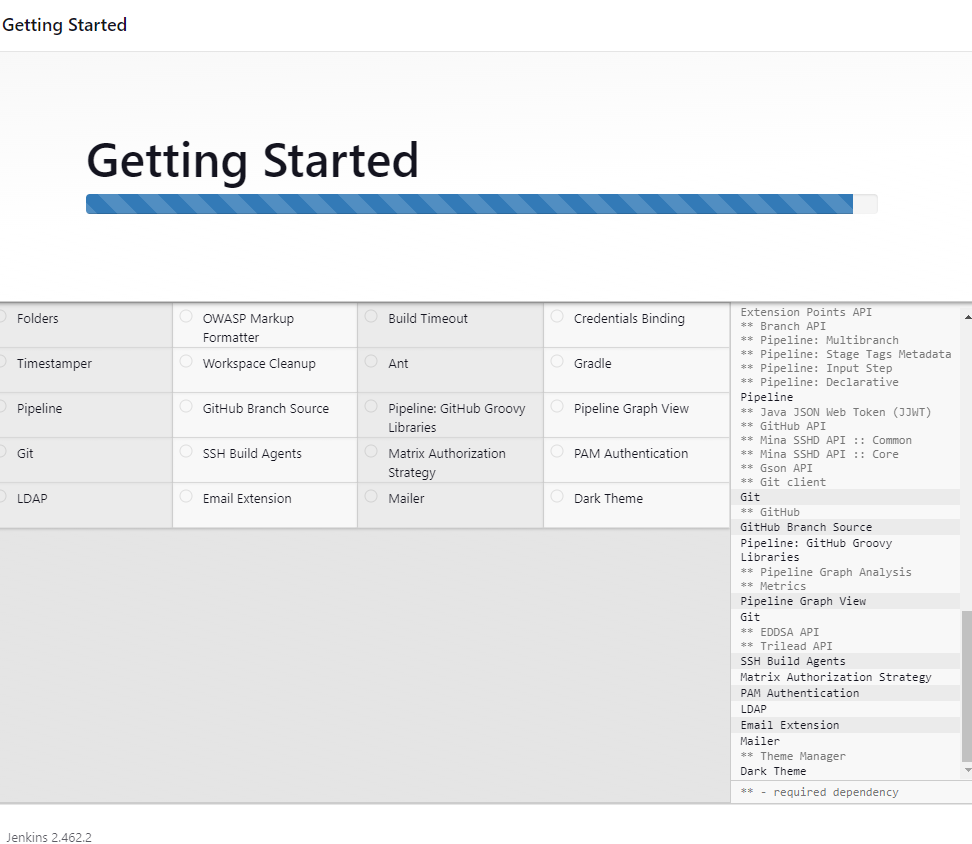 Getting Started
Getting Started
Folders
OWASP Markup
Formatter
Build Timeout
Credentials Binding
Timestamper
Workspace Cleanup
Ant
Gradle
Pipeline
GitHub Branch Source
Pipeline: GitHub Groovy
Libraries
Pipeline Graph View
Git
SSH Build Agents
Matrix Authorization
Strategy
PAM Authentication
LDAP
Email Extension
Mailer
Dark Theme
Extension Points API
** Branch API
** Pipeline: Multibranch
** Pipeline: Stage Tags Metadata
** Pipeline: Input Step
** Pipeline: Declarative
Pipeline
** Java JSON Web Token (JJWT)
** GitHub API
** Mina SSHD API :: Common
** Mina SSHD API :: Core
** Gson API
** Git client
Git
** GitHub
GitHub Branch Source
Pipeline: GitHub Groovy
Libraries
** Pipeline Graph Analysis
** Metrics
Pipeline Graph View
Git
** EDDSA API
** Trilead API
SSH Build Agents
Matrix Authorization Strategy
PAM Authentication
LDAP
Email Extension
Mailer
** Theme Manager
Dark Theme
** - required dependency
Jenkins 2.462.2